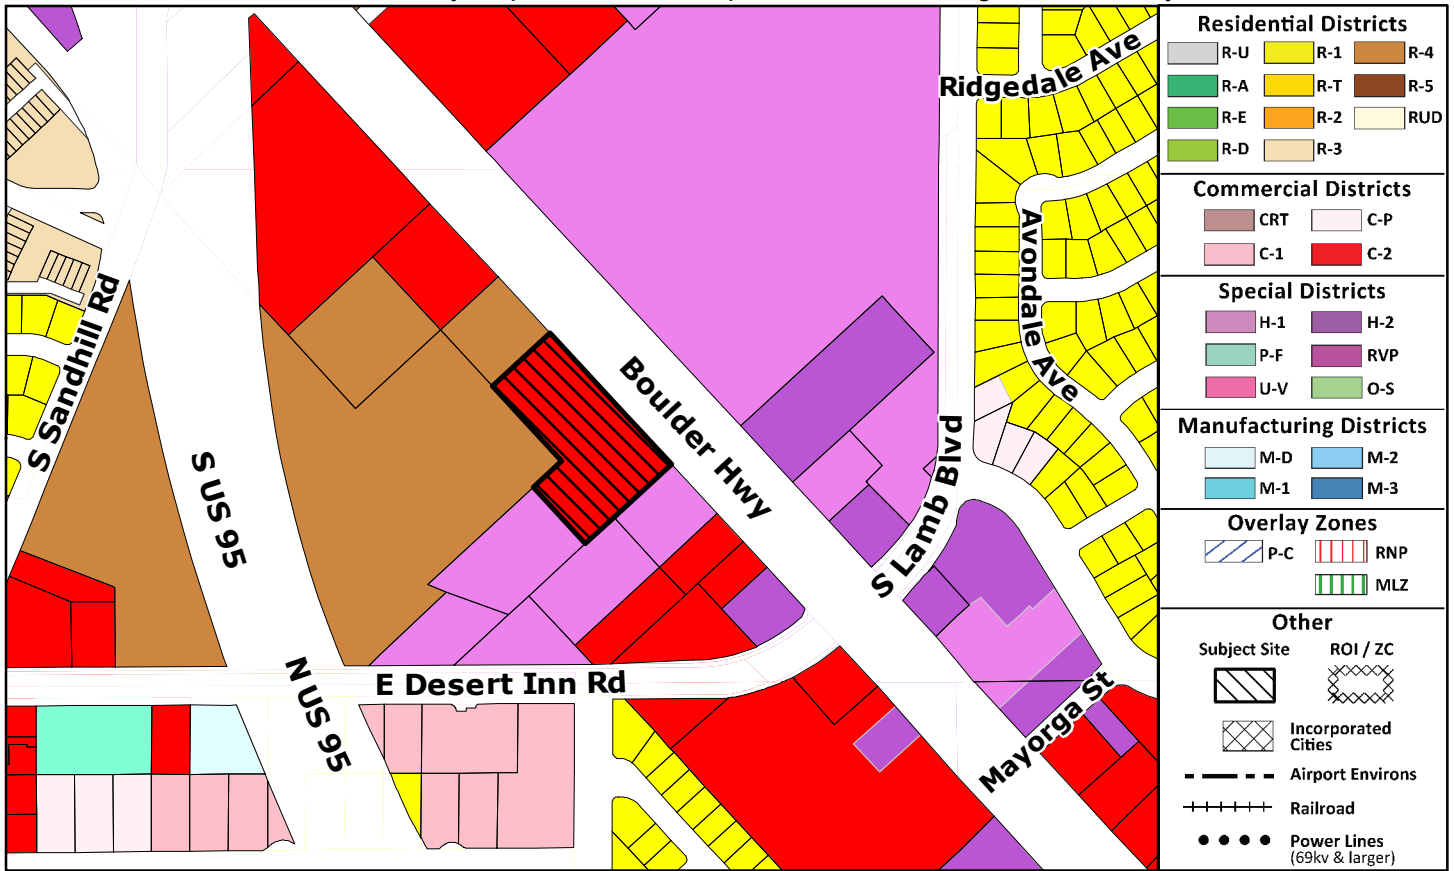 Ridgedale Ave
Avondale Ave
S Sandhill Rd
Boulder Hwy
S Lamb Blvd
S US 95
N US 95
E Desert Inn Rd
Mayorga St
Residential Districts
R-U R-1 R-4
R-A R-T R-5
R-E R-2 RUD
R-D R-3
Commercial Districts
CRT C-P
C-1 C-2
Special Districts
H-1 H-2
P-F RVP
U-V O-S
Manufacturing Districts
M-D M-2
M-1 M-3
Overlay Zones
P-C RNP
MLZ
Other
Subject Site ROI / ZC
Incorporated
Cities
Airport Environs
Railroad
Power Lines
(69kv & larger)